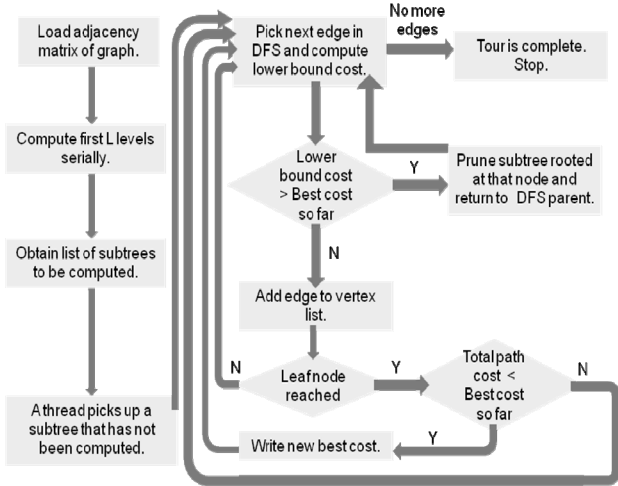 Load adjacency
matrix of graph.
Compute first L levels
serially.
Obtain list of subtrees
to be computed.
A thread picks up a
subtree that has not
been computed.
Pick next edge in
DFS and compute
lower bound cost.
No more
edges
Tour is complete.
Stop.
Lower
bound cost
> Best cost
so far
Y
Prune subtree rooted
at that node and
return to DFS parent.
N
Add edge to vertex
list.
N
Leaf node
reached
Y
Total path
cost <
Best cost
so far
N
Y
Write new best cost.